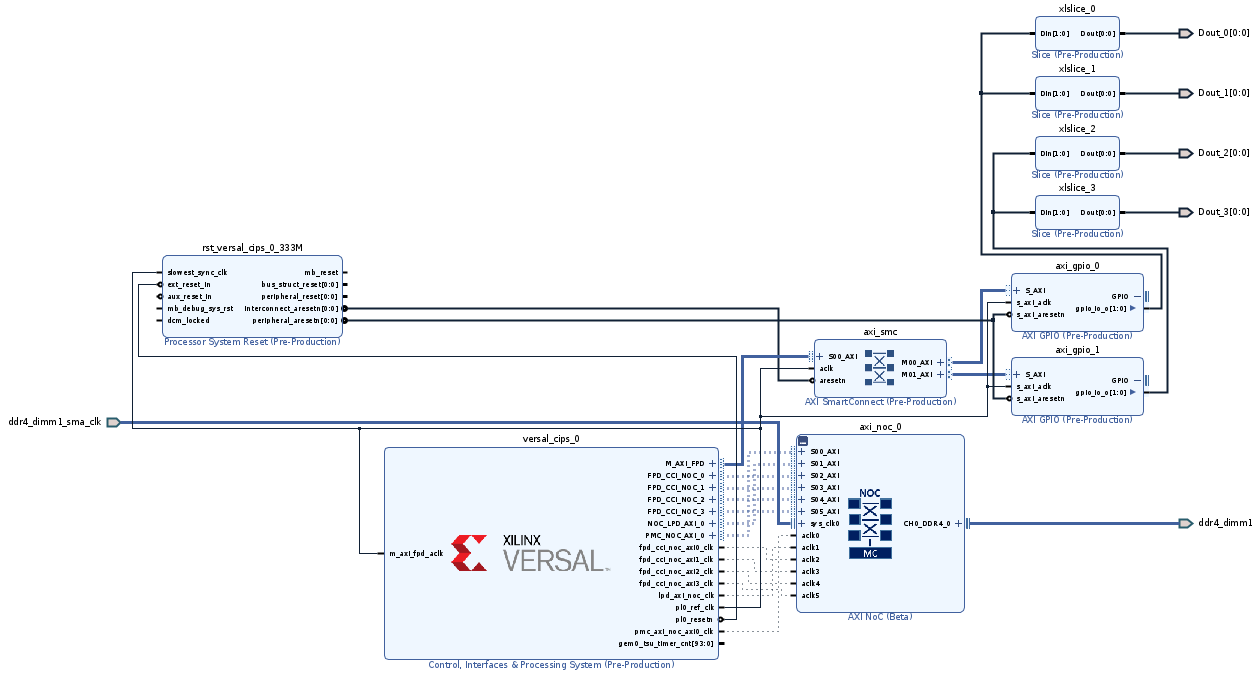 xlslice_0
Din[1:0] Dout[0:0]
Slice (Pre-Production)
Dout_0[0:0]
xlslice_1
Din[1:0] Dout[0:0]
Slice (Pre-Production)
Dout_1[0:0]
xlslice_2
Din[1:0] Dout[0:0]
Slice (Pre-Production)
Dout_2[0:0]
xlslice_3
Din[1:0] Dout[0:0]
Slice (Pre-Production)
Dout_3[0:0]
rst_versal_cips_0_333M
slowest_sync_clk mb_reset
ext_reset_in bus_struct_reset[0:0]
aux_reset_in peripheral_reset[0:0]
mb_debug_sys_rst interconnect_aresetn[0:0]
dcm_locked peripheral_aresetn[0:0]
Processor System Reset (Pre-Production)
axi_gpio_0
S_AXI
GPIO
s_axi_aclk
gpio_io_o[1:0]
s_axi_aresetn
AXI GPIO (Pre-Production)
axi_smc
S00_AXI
M00_AXI
aclk
M01_AXI
aresetn
AXI SmartConnect (Pre-Production)
axi_gpio_1
S_AXI
GPIO
s_axi_aclk
gpio_io_o[1:0]
s_axi_aresetn
AXI GPIO (Pre-Production)
ddr4_dimm1_sma_clk
versal_cips_0
M_AXI_FPD
FPD_CCI_NOC_0
FPD_CCI_NOC_1
FPD_CCI_NOC_2
FPD_CCI_NOC_3
NOC_LPD_AXI_0
PMC_NOC_AXI_0
fpd_cci_noc_axi0_clk
m_axi_fpd_aclk
fpd_cci_noc_axi1_clk
fpd_cci_noc_axi2_clk
fpd_cci_noc_axi3_clk
lpd_axi_noc_clk
pl0_ref_clk
pl0_resetn
pmc_axi_noc_axi0_clk
gem0_tsu_timer_cnt[93:0]
XILINX
VERSAL
Control, Interfaces & Processing System (Pre-Production)
axi_noc_0
S00_AXI
S01_AXI
S02_AXI
S03_AXI
S04_AXI
S05_AXI
sys_clk0
aclk0
aclk1
aclk2
aclk3
aclk4
aclk5
NOC
MC
CH0_DDR4_0
AXI NoC (Beta)
ddr4_dimm1